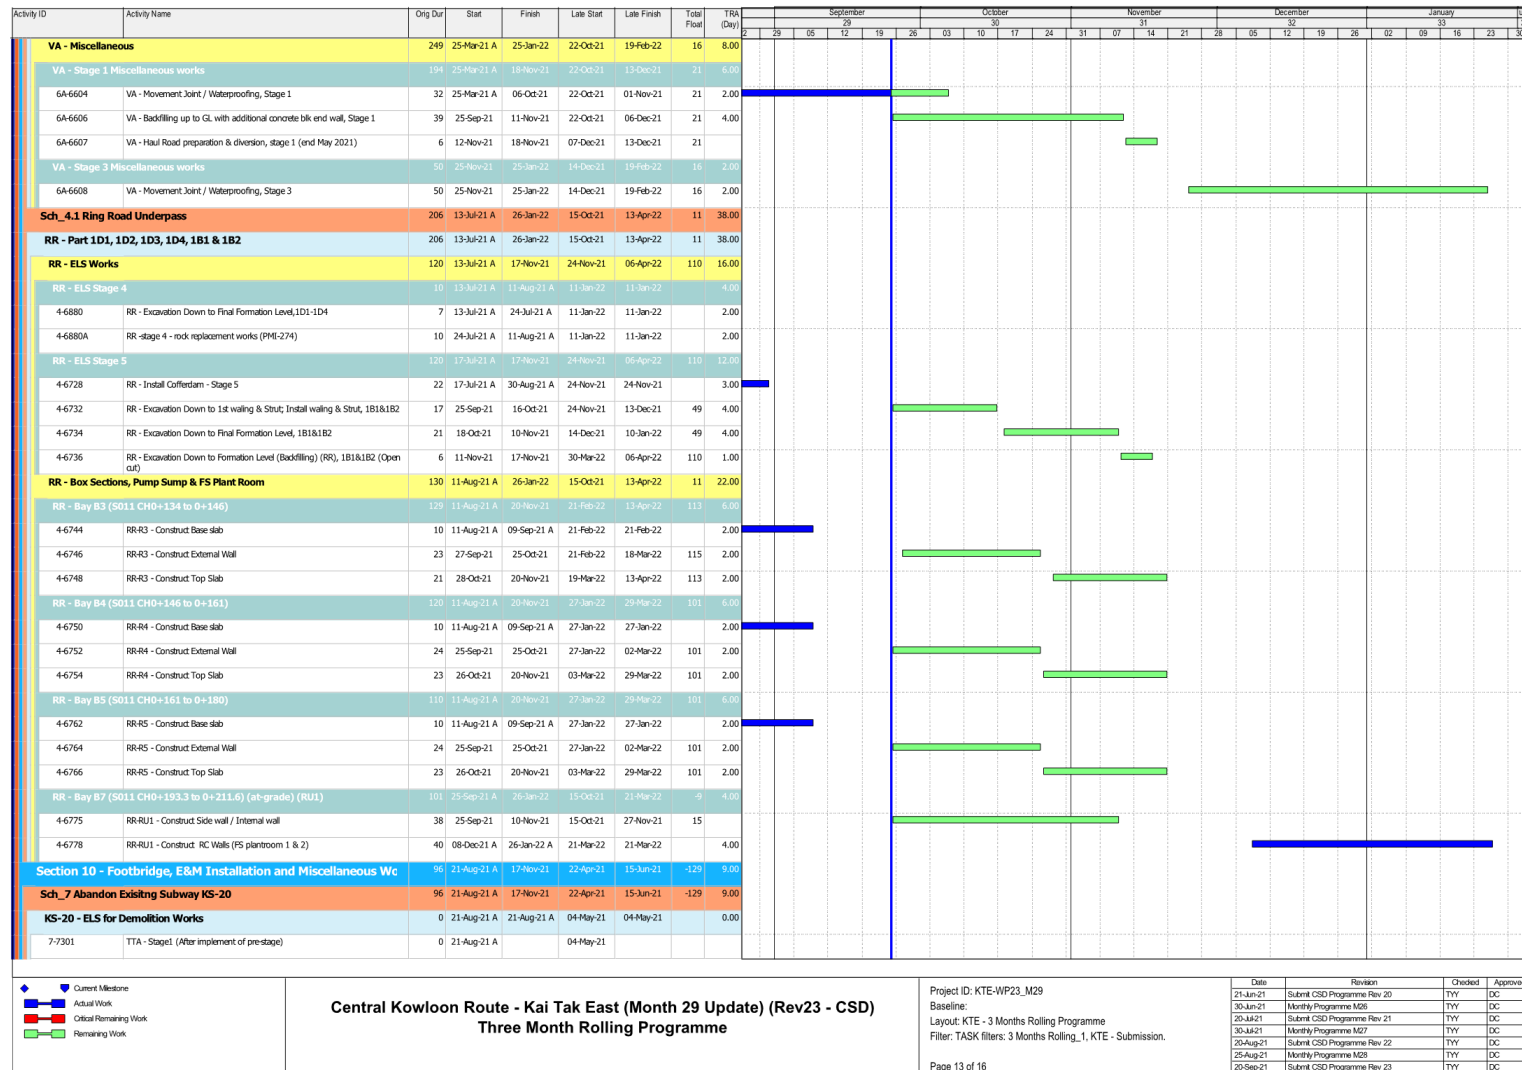 Activity ID Activity Name Orig Dur Start Finish Late Start Late Finish Total Float TRA (Day) September October November December January
29 30 31 32 33
2 29 05 12 19 26 03 10 17 24 31 07 14 21 28 05 12 19 26 02 09 16 23 30
VA - Miscellaneous 249 25-Mar-21 A 25-Jan-22 22-Oct-21 19-Feb-22 16 8.00
VA - Stage 1 Miscellaneous works 194 25-Mar-21 A 18-Nov-21 22-Oct-21 13-Dec-21 21 6.00
6A-6604 VA - Movement Joint / Waterproofing, Stage 1 32 25-Mar-21 A 06-Oct-21 22-Oct-21 01-Nov-21 21 2.00
6A-6606 VA - Backfilling up to GL with additional concrete blk end wall, Stage 1 39 25-Sep-21 11-Nov-21 22-Oct-21 06-Dec-21 21 4.00
6A-6607 VA - Haul Road preparation & diversion, stage 1 (end May 2021) 6 12-Nov-21 18-Nov-21 07-Dec-21 13-Dec-21 21
VA - Stage 3 Miscellaneous works 50 25-Nov-21 25-Jan-22 14-Dec-21 19-Feb-22 16 2.00
6A-6608 VA - Movement Joint / Waterproofing, Stage 3 50 25-Nov-21 25-Jan-22 14-Dec-21 19-Feb-22 16 2.00
Sch_4.1 Ring Road Underpass 206 13-Jul-21 A 26-Jan-22 15-Oct-21 13-Apr-22 11 38.00
RR - Part 1D1, 1D2, 1D3, 1D4, 1B1 & 1B2 206 13-Jul-21 A 26-Jan-22 15-Oct-21 13-Apr-22 11 38.00
RR - ELS Works 120 13-Jul-21 A 17-Nov-21 24-Nov-21 06-Apr-22 110 16.00
RR - ELS Stage 4 10 13-Jul-21 A 11-Aug-21 A 11-Jan-22 11-Jan-22 4.00
4-6880 RR - Excavation Down to Final Formation Level,1D1-1D4 7 13-Jul-21 A 24-Jul-21 A 11-Jan-22 11-Jan-22 2.00
4-6880A RR -stage 4 - rock replacement works (PMI-274) 10 24-Jul-21 A 11-Aug-21 A 11-Jan-22 11-Jan-22 2.00
RR - ELS Stage 5 120 17-Jul-21 A 17-Nov-21 24-Nov-21 06-Apr-22 110 12.00
4-6728 RR - Install Cofferdam - Stage 5 22 17-Jul-21 A 30-Aug-21 A 24-Nov-21 24-Nov-21 3.00
4-6732 RR - Excavation Down to 1st waling & Strut; Install waling & Strut, 1B1&1B2 17 25-Sep-21 16-Oct-21 24-Nov-21 13-Dec-21 49 4.00
4-6734 RR - Excavation Down to Final Formation Level, 1B1&1B2 21 18-Oct-21 10-Nov-21 14-Dec-21 10-Jan-22 49 4.00
4-6736 RR - Excavation Down to Formation Level (Backfilling) (RR), 1B1&1B2 (Open cut) 6 11-Nov-21 17-Nov-21 30-Mar-22 06-Apr-22 110 1.00
RR - Box Sections, Pump Sump & FS Plant Room 130 11-Aug-21 A 26-Jan-22 15-Oct-21 13-Apr-22 11 22.00
RR - Bay B3 (S011 CH0+134 to 0+146) 129 11-Aug-21 A 20-Nov-21 21-Feb-22 13-Apr-22 113 6.00
4-6744 RR-R3 - Construct Base slab 10 11-Aug-21 A 09-Sep-21 A 21-Feb-22 21-Feb-22 2.00
4-6746 RR-R3 - Construct External Wall 23 27-Sep-21 25-Oct-21 21-Feb-22 18-Mar-22 115 2.00
4-6748 RR-R3 - Construct Top Slab 21 28-Oct-21 20-Nov-21 19-Mar-22 13-Apr-22 113 2.00
RR - Bay B4 (S011 CH0+146 to 0+161) 120 11-Aug-21 A 20-Nov-21 27-Jan-22 29-Mar-22 101 6.00
4-6750 RR-R4 - Construct Base slab 10 11-Aug-21 A 09-Sep-21 A 27-Jan-22 27-Jan-22 2.00
4-6752 RR-R4 - Construct External Wall 24 25-Sep-21 25-Oct-21 27-Jan-22 02-Mar-22 101 2.00
4-6754 RR-R4 - Construct Top Slab 23 26-Oct-21 20-Nov-21 03-Mar-22 29-Mar-22 101 2.00
RR - Bay B5 (S011 CH0+161 to 0+180) 110 11-Aug-21 A 20-Nov-21 27-Jan-22 29-Mar-22 101 6.00
4-6762 RR-R5 - Construct Base slab 10 11-Aug-21 A 09-Sep-21 A 27-Jan-22 27-Jan-22 2.00
4-6764 RR-R5 - Construct External Wall 24 25-Sep-21 25-Oct-21 27-Jan-22 02-Mar-22 101 2.00
4-6766 RR-R5 - Construct Top Slab 23 26-Oct-21 20-Nov-21 03-Mar-22 29-Mar-22 101 2.00
RR - Bay B7 (S011 CH0+193.3 to 0+211.6) (at-grade) (RU1) 101 25-Sep-21 A 26-Jan-22 15-Oct-21 21-Mar-22 -9 4.00
4-6775 RR-RU1 - Construct Side wall / Internal wall 38 25-Sep-21 10-Nov-21 15-Oct-21 27-Nov-21 15
4-6778 RR-RU1 - Construct RC Walls (FS plantroom 1 & 2) 40 08-Dec-21 A 26-Jan-22 A 21-Mar-22 21-Mar-22 4.00
Section 10 - Footbridge, E&M Installation and Miscellaneous Wc 96 21-Aug-21 A 17-Nov-21 22-Apr-21 15-Jun-21 -129 9.00
Sch_7 Abandon Exisitng Subway KS-20 96 21-Aug-21 A 17-Nov-21 22-Apr-21 15-Jun-21 -129 9.00
KS-20 - ELS for Demolition Works 0 21-Aug-21 A 21-Aug-21 A 04-May-21 04-May-21 0.00
7-7301 TTA - Stage1 (After implement of pre-stage) 0 21-Aug-21 A 04-May-21
Current Milestone
Actual Work
Critical Remaining Work
Remaining Work
Central Kowloon Route - Kai Tak East (Month 29 Update) (Rev23 - CSD)
Three Month Rolling Programme
Project ID: KTE-WP23_M29
Baseline:
Layout: KTE - 3 Months Rolling Programme
Filter: TASK filters: 3 Months Rolling_1, KTE - Submission.
Page 13 of 16
Date Revision Checked Approve
21-Jun-21 Submit CSD Programme Rev 20 TYY DC
30-Jun-21 Monthly Programme M26 TYY DC
20-Jul-21 Submit CSD Programme Rev 21 TYY DC
30-Jul-21 Monthly Programme M27 TYY DC
20-Aug-21 Submit CSD Programme Rev 22 TYY DC
25-Aug-21 Monthly Programme M28 TYY DC
20-Sep-21 Submit CSD Programme Rev 23 TYY DC